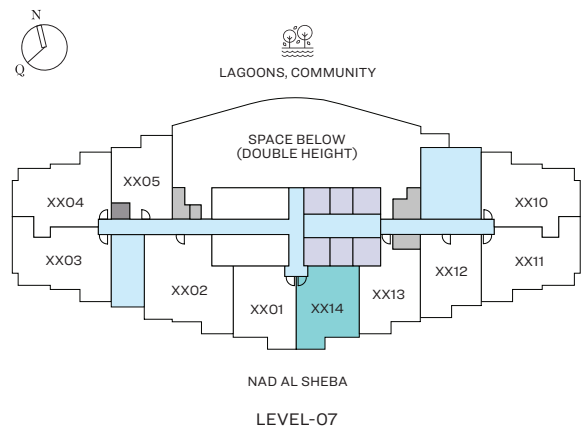 N
Q
LAGOONS, COMMUNITY
SPACE BELOW
(DOUBLE HEIGHT)
XX05
XX04
XX10
XX03
XX02
XX01
XX14
XX13
XX12
XX11
NAD AL SHEBA
LEVEL-07